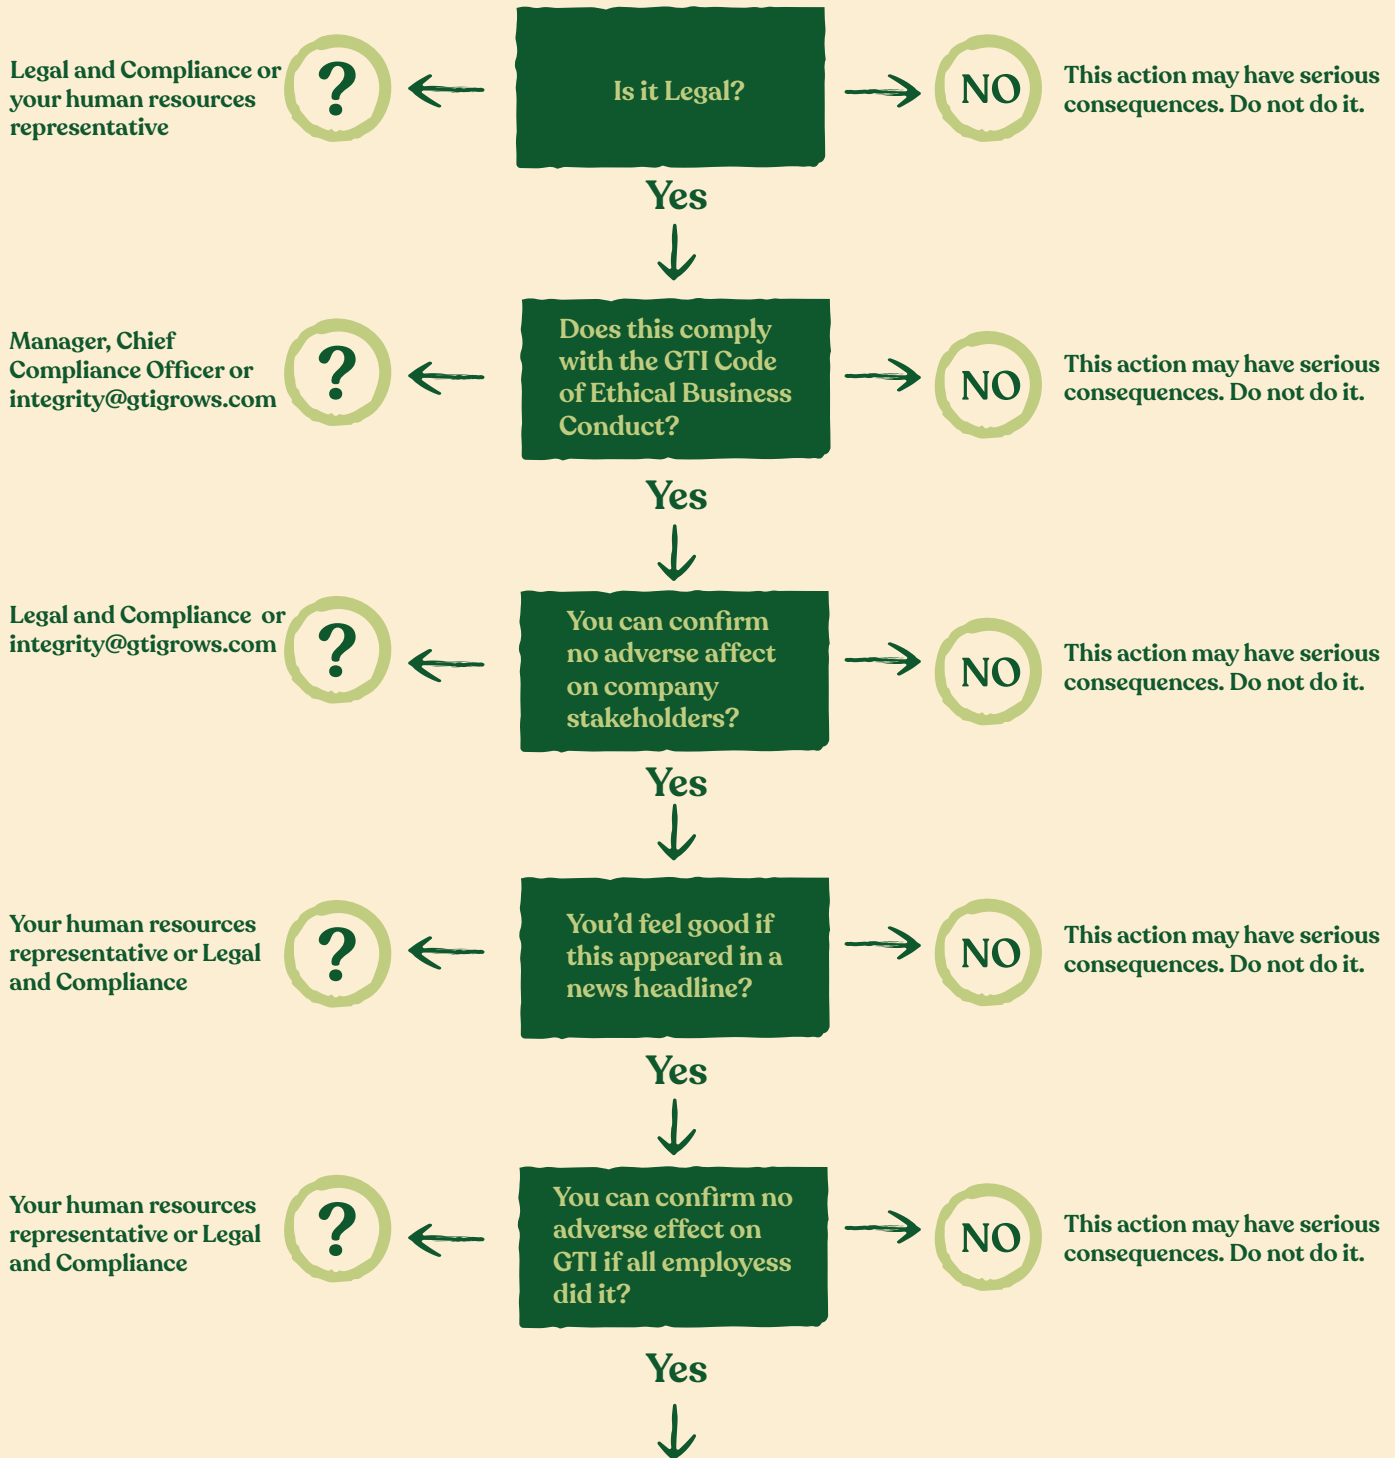 Legal and Compliance or
your human resources
representative
?
Is it Legal?
NO
This action may have serious
consequences. Do not do it.
Yes
Manager, Chief
Compliance Officer or
integrity@gtigrows.com
?
Does this comply
with the GTI Code
of Ethical Business
Conduct?
NO
This action may have serious
consequences. Do not do it.
Yes
Legal and Compliance or
integrity@gtigrows.com
?
You can confirm
no adverse affect
on company
stakeholders?
NO
This action may have serious
consequences. Do not do it.
Yes
Your human resources
representative or Legal
and Compliance
?
You’d feel good if
this appeared in a
news headline?
NO
This action may have serious
consequences. Do not do it.
Yes
Your human resources
representative or Legal
and Compliance
?
You can confirm no
adverse effect on
GTI if all employess
did it?
NO
This action may have serious
consequences. Do not do it.
Yes